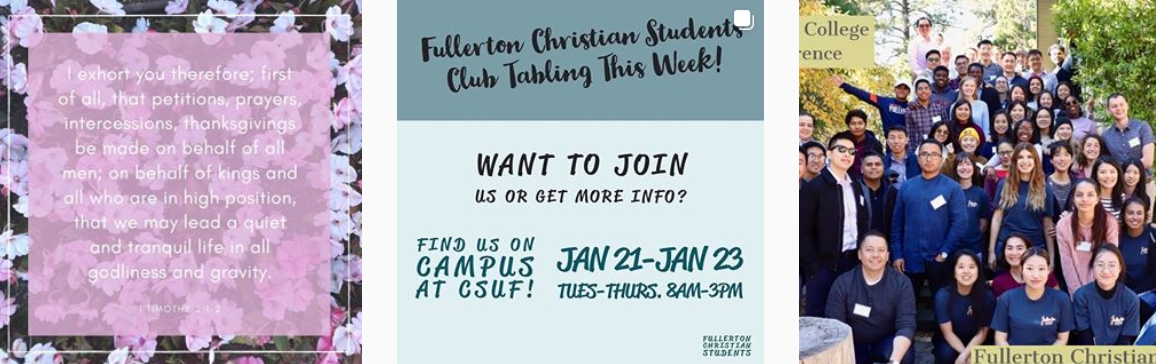 I exhort you therefore; first
of all, that petitions, prayers,
intercessions, thanksgivings
be made on behalf of all
men; on behalf of kings and
all who are in high position,
that we may lead a quiet
and tranquil life in all
godliness and gravity.
1 TIMOTHY 2:1-2
Fullerton Christian Students
Club Tabling This Week!
WANT TO JOIN
US OR GET MORE INFO?
FIND US ON
CAMPUS
AT CSUF!
JAN 21-JAN 23
TUES-THURS. 8AM-3PM
FULLERTON
CHRISTIAN
STUDENTS
College
rence
Fullerton Christian